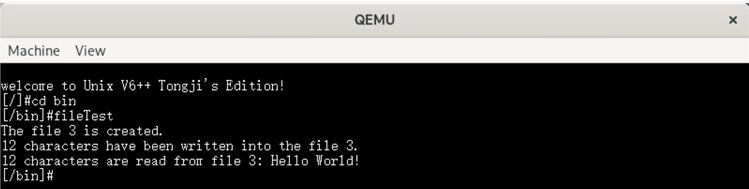 QEMU
×
Machine View
welcome to Unix V6++ Tongji's Edition!
[/]#cd bin
[/bin]#fileTest
The file 3 is created.
12 characters have been written into the file 3.
12 characters are read from file 3: Hello World!
[/bin]#